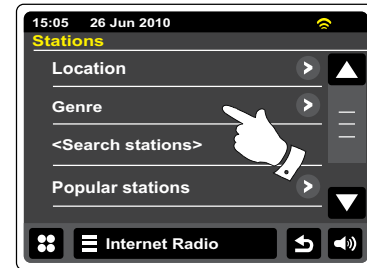 15:05 26 Jun 2010
Stations
Location
Genre
<Search stations>
Popular stations
Internet Radio